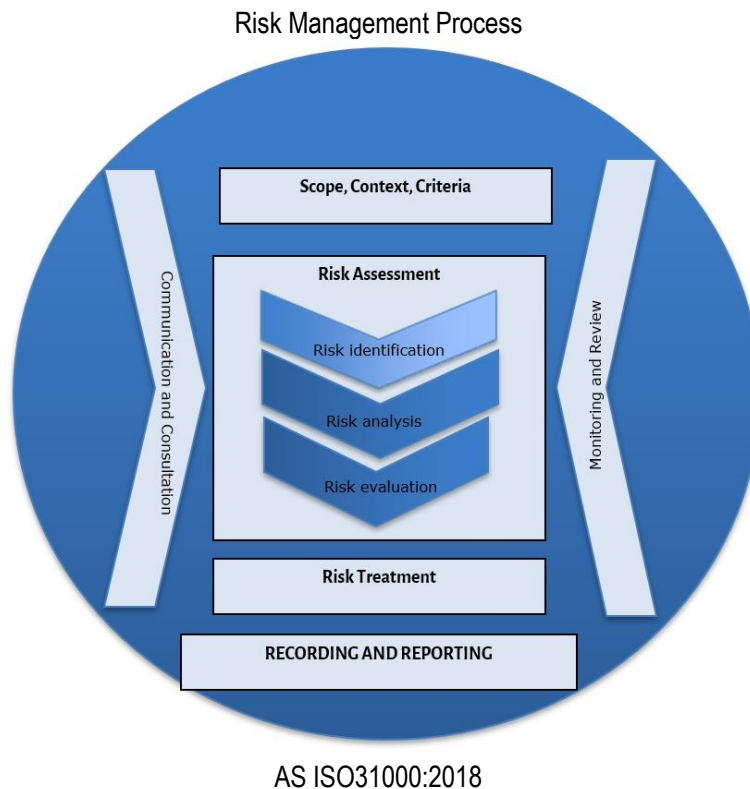 Risk Management Process
Scope, Context, Criteria
Communication and Consultation
Risk Assessment
Risk identification
Risk analysis
Risk evaluation
Monitoring and Review
Risk Treatment
RECORDING AND REPORTING
AS ISO31000:2018